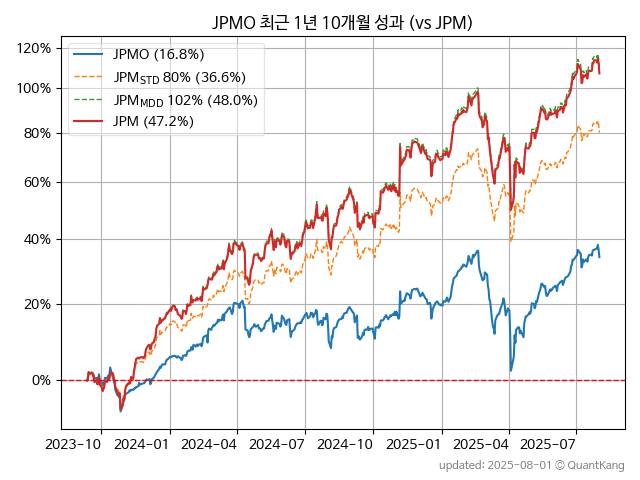 JPMO 최근 1년 10개월 성과 (vs JPM)
JPMO (16.8%)
JPM_STD 80% (36.6%)
JPM_MDD 102% (48.0%)
JPM (47.2%)
120%
100%
80%
60%
40%
20%
0%
2023-10 2024-01 2024-04 2024-07 2024-10 2025-01 2025-04 2025-07
updated: 2025-08-01 © QuantKang